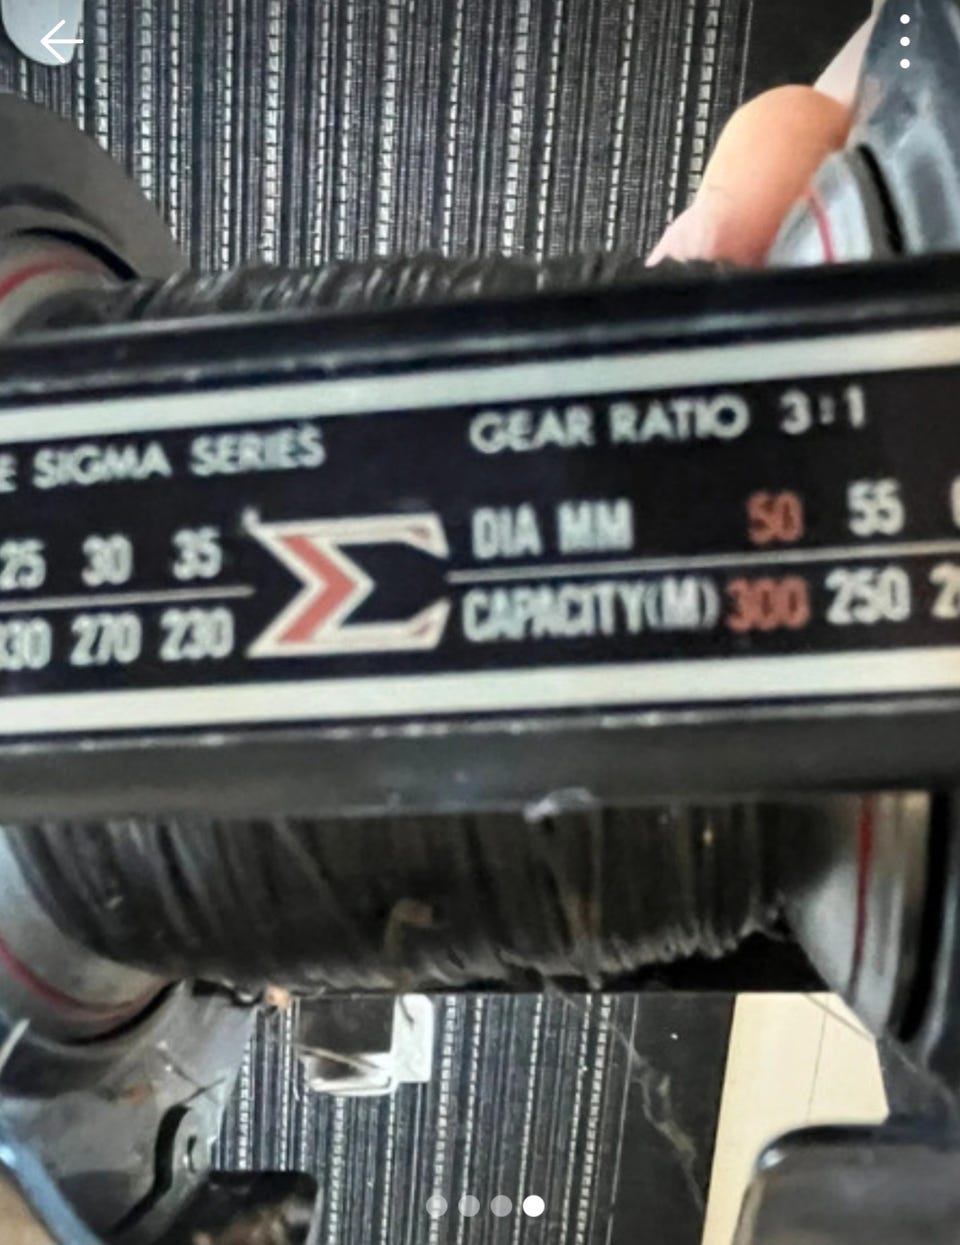 SIGMA SERIES GEAR RATIO 3:1
25 30 35 Σ DIA MM 50 55
270 230 CAPACITY(M) 300 250